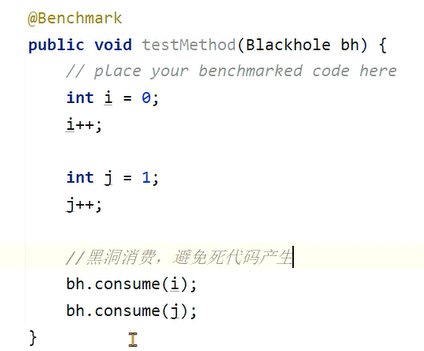 @Benchmark
public void testMethod(Blackhole bh) {
// place your benchmarked code here
int i = 0;
i++;
int j = 1;
j++;
//黑洞消费，避免死代码产生
bh.consume(i);
bh.consume(j);
}